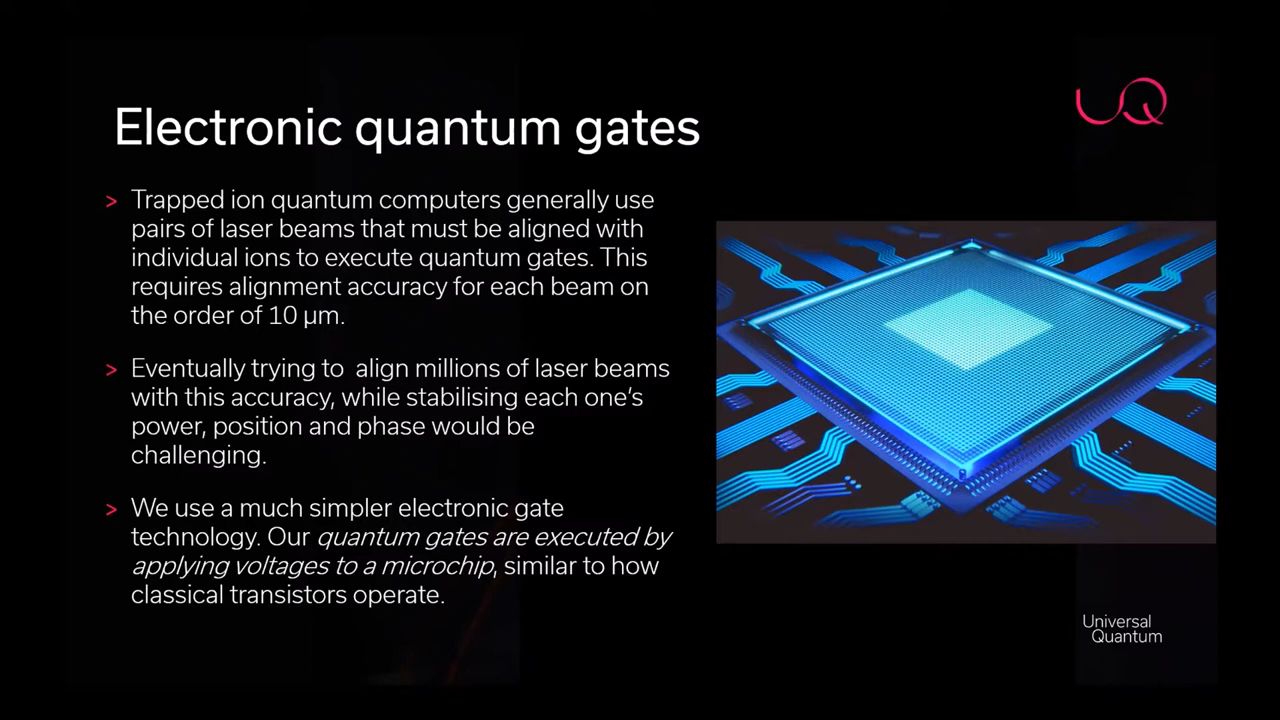 UQ
Electronic quantum gates
> Trapped ion quantum computers generally use
pairs of laser beams that must be aligned with
individual ions to execute quantum gates. This
requires alignment accuracy for each beam on
the order of 10 µm.
> Eventually trying to  align millions of laser beams
with this accuracy, while stabilising each one's
power, position and phase would be
challenging.
> We use a much simpler electronic gate
technology. Our quantum gates are executed by
applying voltages to a microchip, similar to how
classical transistors operate.
Universal
Quantum